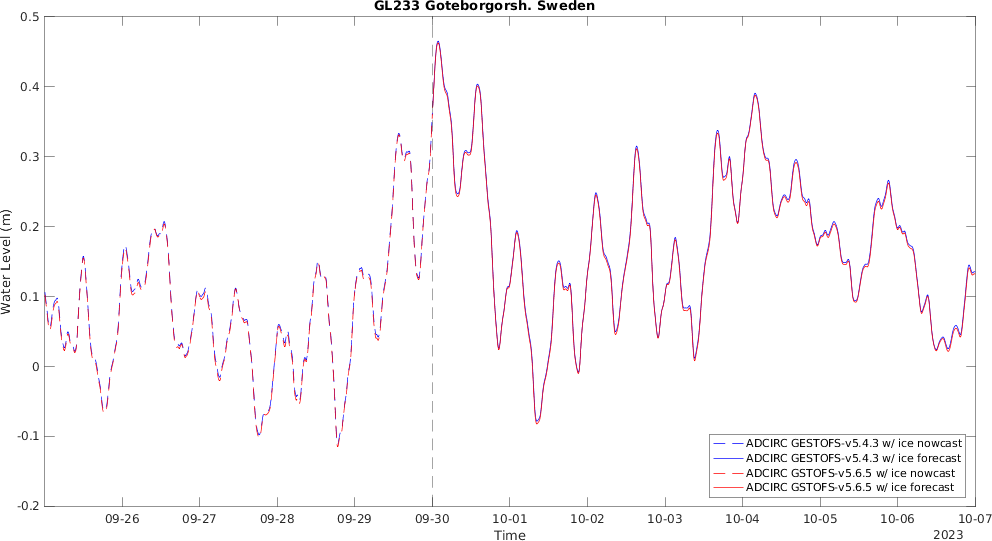 GL233 Goteborgorsh. Sweden
0.5
0.4
0.3
0.2
0.1
0
-0.1
-0.2
Water Level (m)
ADCIRC GESTOFS-v5.4.3 w/ ice nowcast
ADCIRC GESTOFS-v5.4.3 w/ ice forecast
ADCIRC GSTOFS-v5.6.5 w/ ice nowcast
ADCIRC GSTOFS-v5.6.5 w/ ice forecast
09-26 09-27 09-28 09-29 09-30 10-01 10-02 10-03 10-04 10-05 10-06 10-07
Time
2023